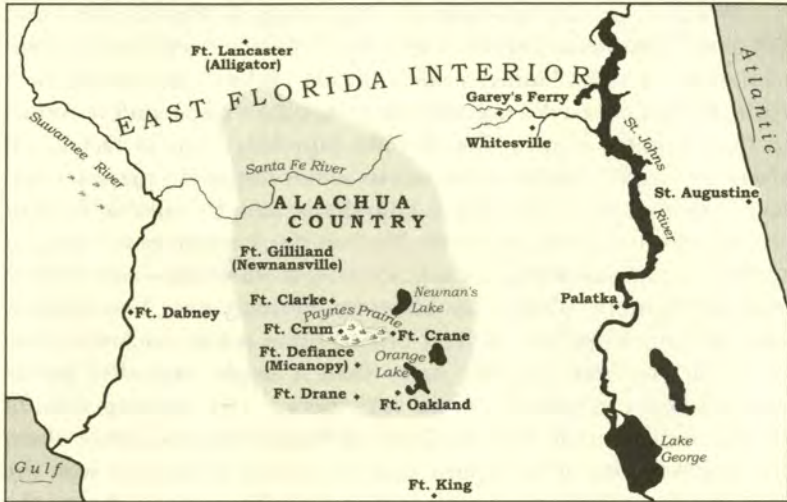 Ft. Lancaster
(Alligator)
EAST FLORIDA INTERIOR
Garey's Ferry
Whitesville
Atlantic
Suwannee River
St. Johns River
Santa Fe River
ALACHUA
COUNTRY
St. Augustine
Ft. Gilliland
(Newnansville)
Ft. Clarke
Newnan's
Lake
Palatka
Ft. Dabney
Paynes Prairie
Ft. Crum
Ft. Crane
Ft. Defiance
(Micanopy)
Orange
Lake
Ft. Drane
Ft. Oakland
Lake
George
Gulf
Ft. King